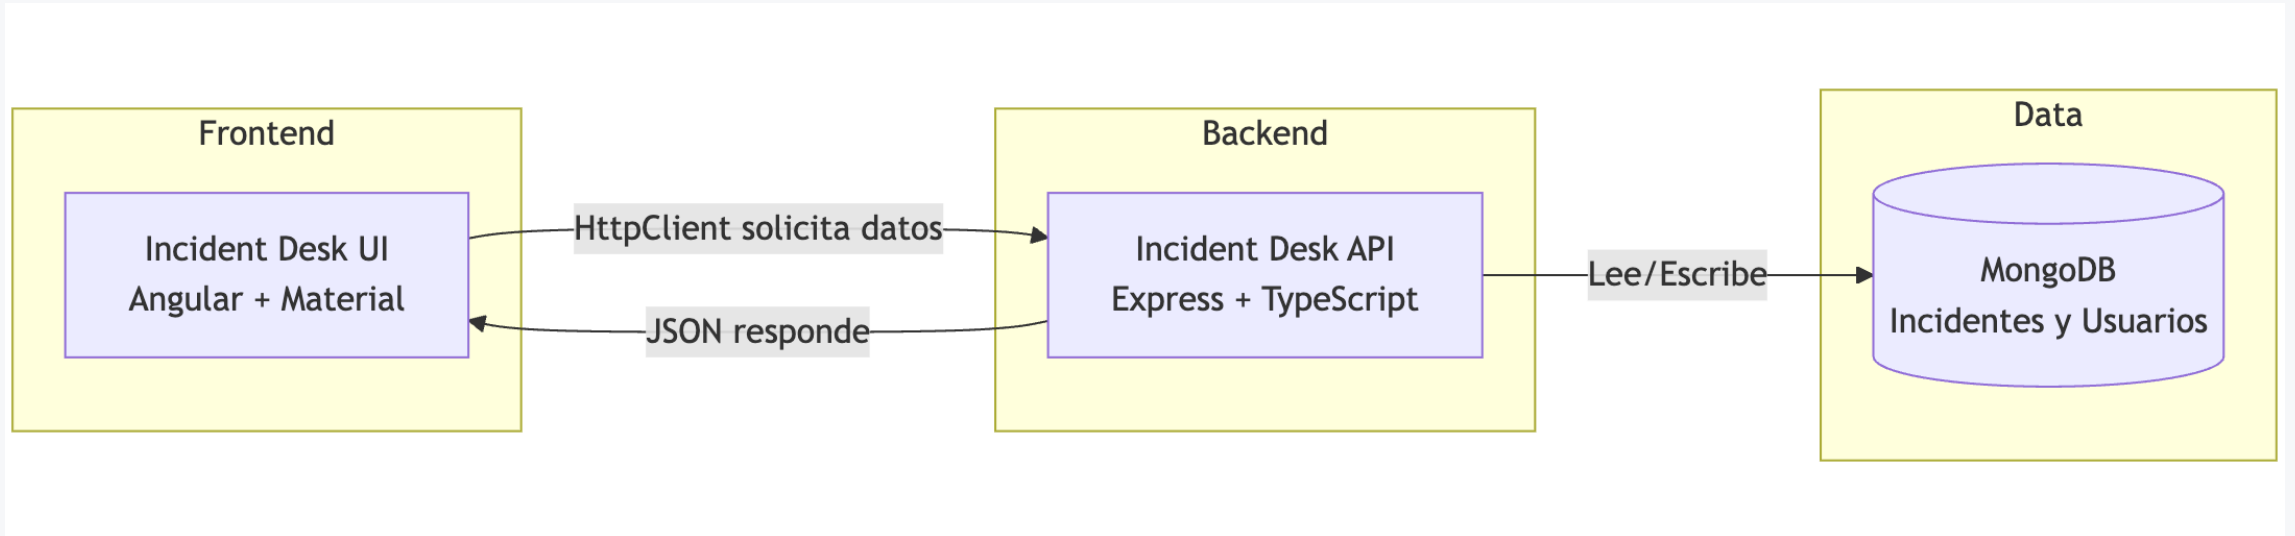 Frontend
Incident Desk UI
Angular + Material
HttpClient solicita datos
JSON responde
Backend
Incident Desk API
Express + TypeScript
Lee/Escribe
Data
MongoDB
Incidentes y Usuarios